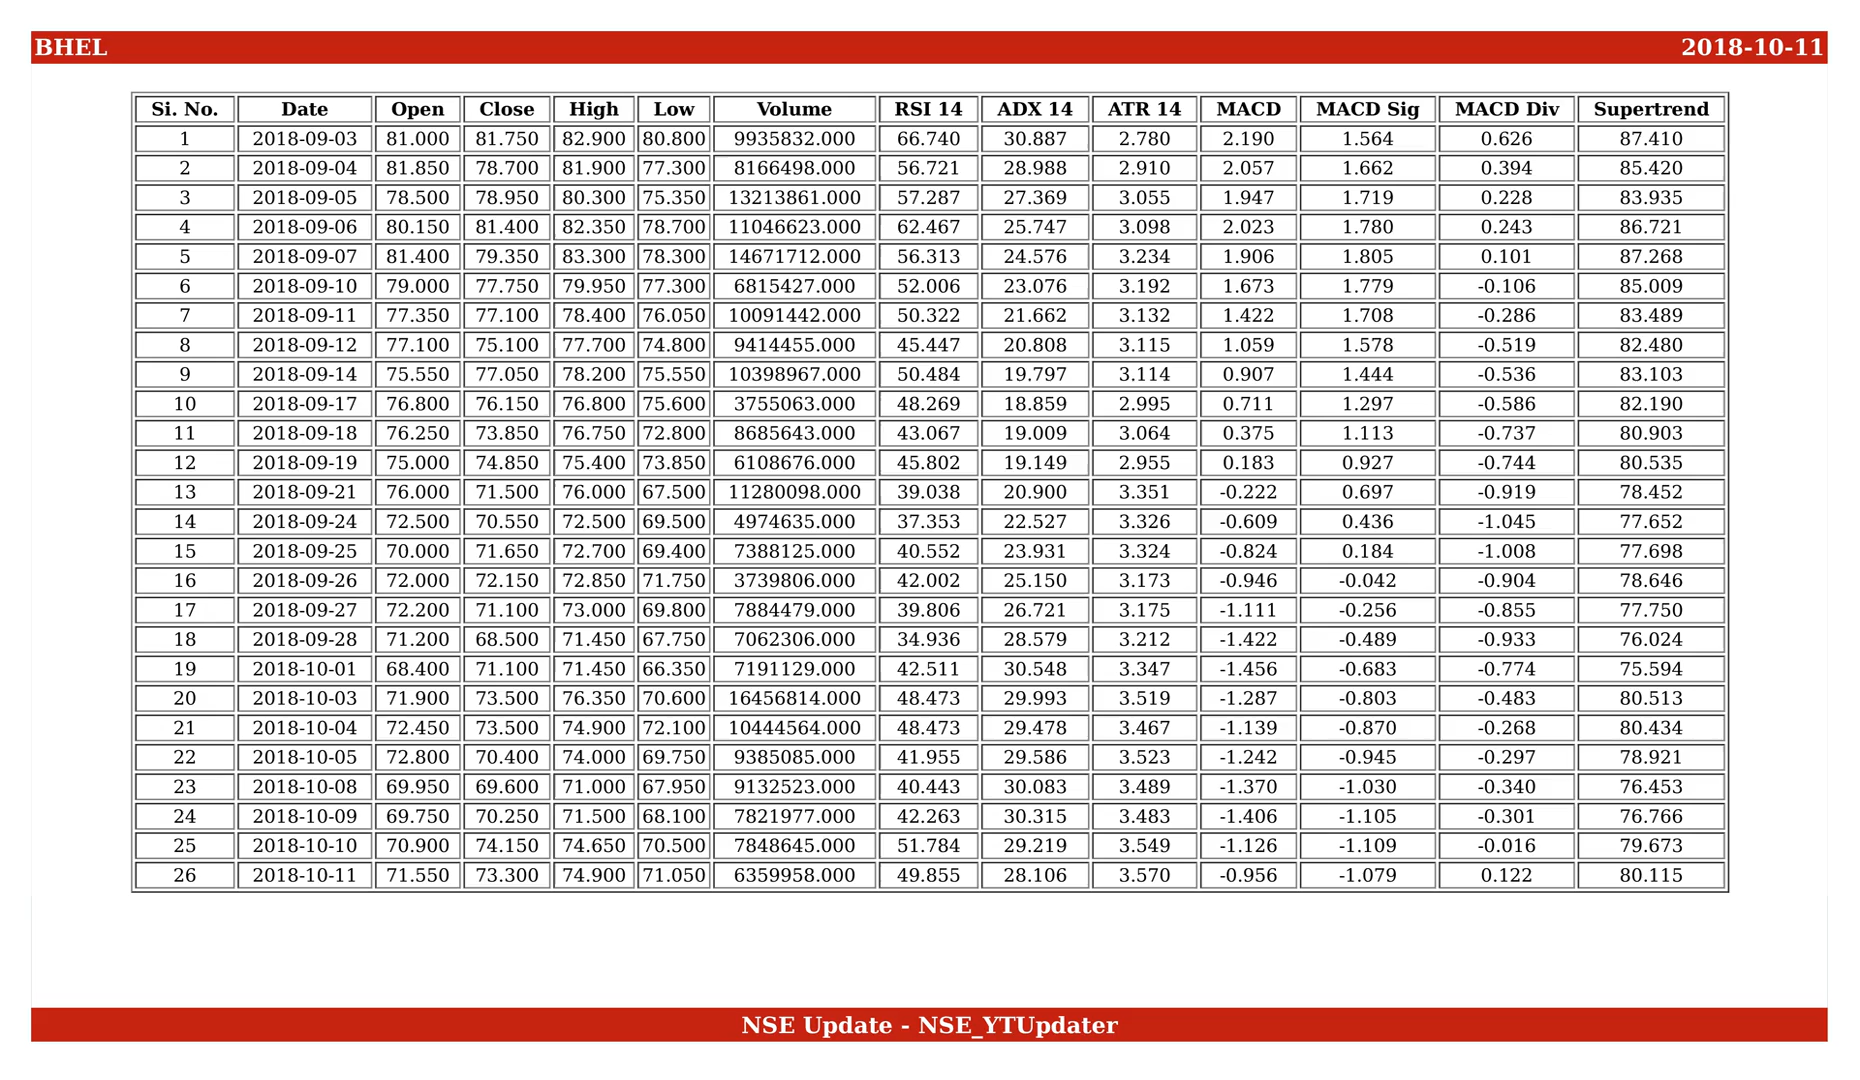 BHEL 2018-10-11
Si. No. Date Open Close High Low Volume RSI 14 ADX 14 ATR 14 MACD MACD Sig MACD Div Supertrend
1 2018-09-03 81.000 81.750 82.900 80.800 9935832.000 66.740 30.887 2.780 2.190 1.564 0.626 87.410
2 2018-09-04 81.850 78.700 81.900 77.300 8166498.000 56.721 28.988 2.910 2.057 1.662 0.394 85.420
3 2018-09-05 78.500 78.950 80.300 75.350 13213861.000 57.287 27.369 3.055 1.947 1.719 0.228 83.935
4 2018-09-06 80.150 81.400 82.350 78.700 11046623.000 62.467 25.747 3.098 2.023 1.780 0.243 86.721
5 2018-09-07 81.400 79.350 83.300 78.300 14671712.000 56.313 24.576 3.234 1.906 1.805 0.101 87.268
6 2018-09-10 79.000 77.750 79.950 77.300 6815427.000 52.006 23.076 3.192 1.673 1.779 -0.106 85.009
7 2018-09-11 77.350 77.100 78.400 76.050 10091442.000 50.322 21.662 3.132 1.422 1.708 -0.286 83.489
8 2018-09-12 77.100 75.100 77.700 74.800 9414455.000 45.447 20.808 3.115 1.059 1.578 -0.519 82.480
9 2018-09-14 75.550 77.050 78.200 75.550 10398967.000 50.484 19.797 3.114 0.907 1.444 -0.536 83.103
10 2018-09-17 76.800 76.150 76.800 75.600 3755063.000 48.269 18.859 2.995 0.711 1.297 -0.586 82.190
11 2018-09-18 76.250 73.850 76.750 72.800 8685643.000 43.067 19.009 3.064 0.375 1.113 -0.737 80.903
12 2018-09-19 75.000 74.850 75.400 73.850 6108676.000 45.802 19.149 2.955 0.183 0.927 -0.744 80.535
13 2018-09-21 76.000 71.500 76.000 67.500 11280098.000 39.038 20.900 3.351 -0.222 0.697 -0.919 78.452
14 2018-09-24 72.500 70.550 72.500 69.500 4974635.000 37.353 22.527 3.326 -0.609 0.436 -1.045 77.652
15 2018-09-25 70.000 71.650 72.700 69.400 7388125.000 40.552 23.931 3.324 -0.824 0.184 -1.008 77.698
16 2018-09-26 72.000 72.150 72.850 71.750 3739806.000 42.002 25.150 3.173 -0.946 -0.042 -0.904 78.646
17 2018-09-27 72.200 71.100 73.000 69.800 7884479.000 39.806 26.721 3.175 -1.111 -0.256 -0.855 77.750
18 2018-09-28 71.200 68.500 71.450 67.750 7062306.000 34.936 28.579 3.212 -1.422 -0.489 -0.933 76.024
19 2018-10-01 68.400 71.100 71.450 66.350 7191129.000 42.511 30.548 3.347 -1.456 -0.683 -0.774 75.594
20 2018-10-03 71.900 73.500 76.350 70.600 16456814.000 48.473 29.993 3.519 -1.287 -0.803 -0.483 80.513
21 2018-10-04 72.450 73.500 74.900 72.100 10444564.000 48.473 29.478 3.467 -1.139 -0.870 -0.268 80.434
22 2018-10-05 72.800 70.400 74.000 69.750 9385085.000 41.955 29.586 3.523 -1.242 -0.945 -0.297 78.921
23 2018-10-08 69.950 69.600 71.000 67.950 9132523.000 40.443 30.083 3.489 -1.370 -1.030 -0.340 76.453
24 2018-10-09 69.750 70.250 71.500 68.100 7821977.000 42.263 30.315 3.483 -1.406 -1.105 -0.301 76.766
25 2018-10-10 70.900 74.150 74.650 70.500 7848645.000 51.784 29.219 3.549 -1.126 -1.109 -0.016 79.673
26 2018-10-11 71.550 73.300 74.900 71.050 6359958.000 49.855 28.106 3.570 -0.956 -1.079 0.122 80.115
NSE Update - NSE_YTUpdater